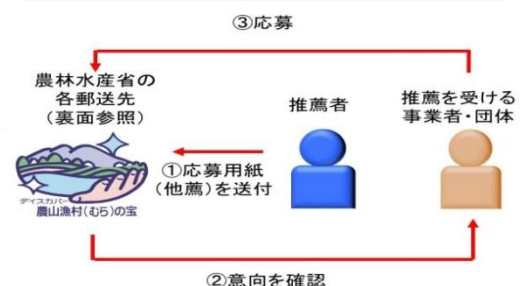 ③応募
農林水産省の
各郵送先
（裏面参照）
推薦者
推薦を受ける
事業者・団体
①応募用紙
（他薦）を送付
ディスカバー
農山漁村（むら）の宝
②意向を確認